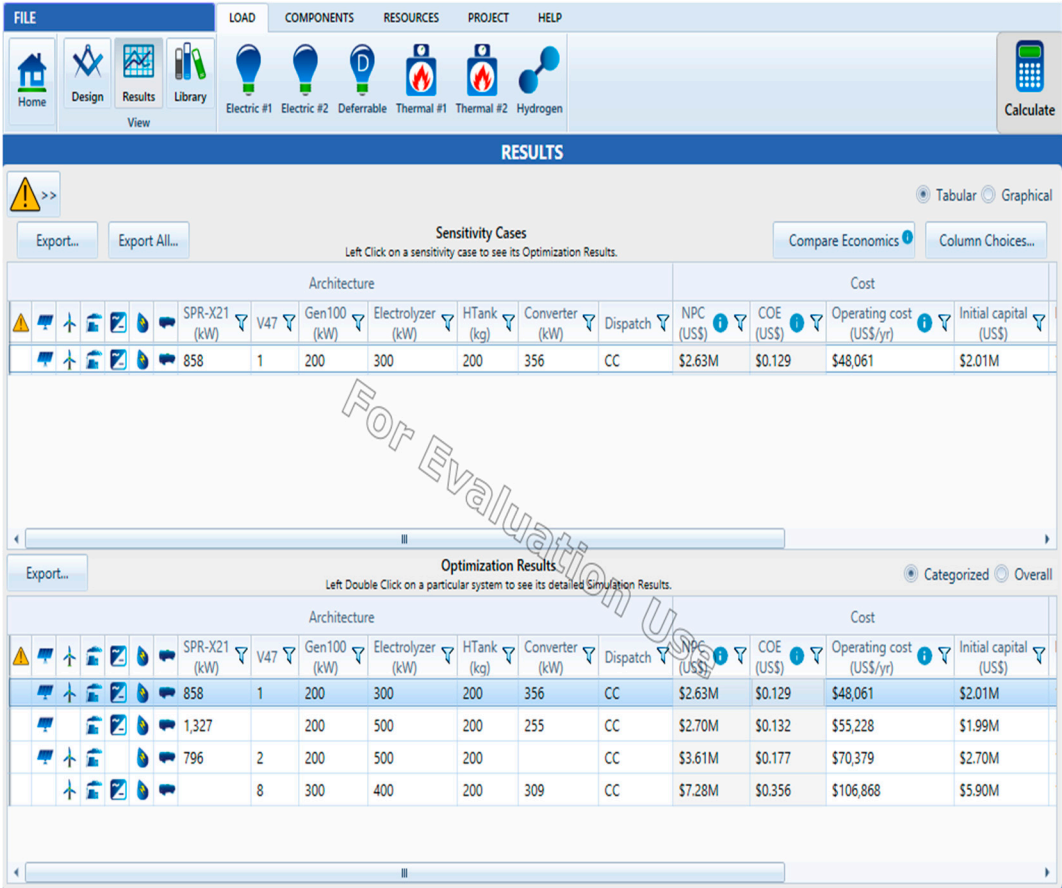 FILE LOAD COMPONENTS RESOURCES PROJECT HELP
Home Design Results Library Electric #1 Electric #2 Deferrable Thermal #1 Thermal #2 Hydrogen Calculate
View
RESULTS
>> Tabular Graphical
Export... Export All... Sensitivity Cases Compare Economics Column Choices...
Left Click on a sensitivity case to see its Optimization Results.
Architecture Cost
SPR-X21 (kW) V47 Gen100 (kW) Electrolyzer (kW) HTank (kg) Converter (kW) Dispatch NPC (US$) COE (US$) Operating cost (US$/yr) Initial capital (US$)
858 1 200 300 200 356 CC $2.63M $0.129 $48,061 $2.01M
For Evaluation Use
Export... Optimization Results Categorized Overall
Left Double Click on a particular system to see its detailed Simulation Results.
Architecture Cost
SPR-X21 (kW) V47 Gen100 (kW) Electrolyzer (kW) HTank (kg) Converter (kW) Dispatch NPC (US$) COE (US$) Operating cost (US$/yr) Initial capital (US$)
858 1 200 300 200 356 CC $2.63M $0.129 $48,061 $2.01M
1,327 200 500 200 255 CC $2.70M $0.132 $55,228 $1.99M
796 2 200 500 200 CC $3.61M $0.177 $70,379 $2.70M
8 300 400 200 309 CC $7.28M $0.356 $106,868 $5.90M